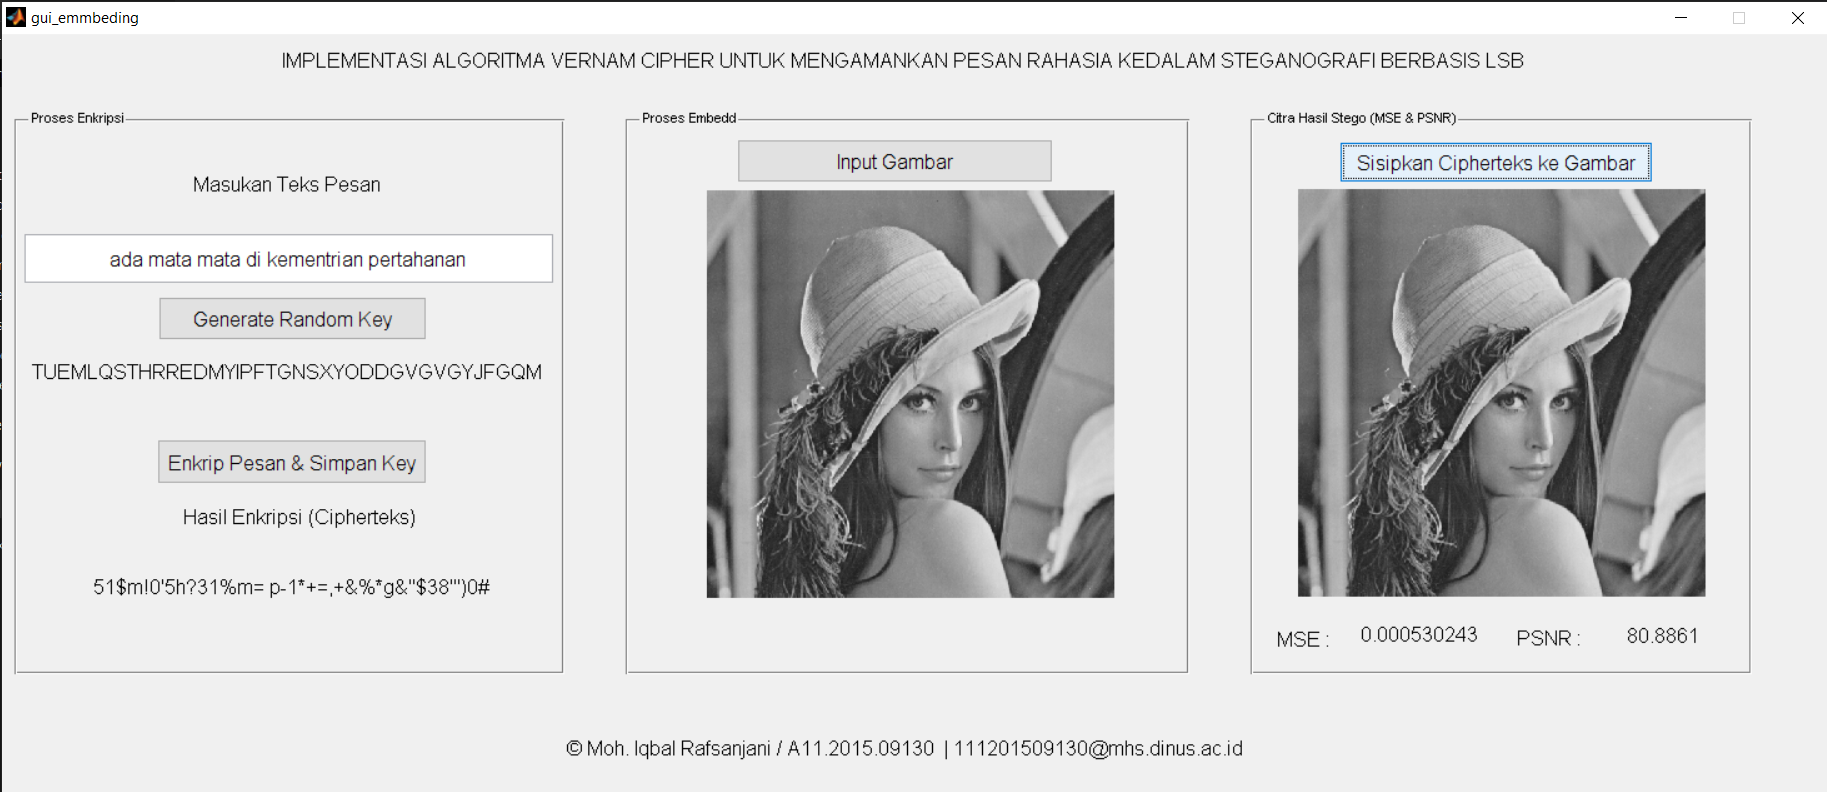 gui_emmbeding
IMPLEMENTASI ALGORITMA VERNAM CIPHER UNTUK MENGAMANKAN PESAN RAHASIA KEDALAM STEGANOGRAFI BERBASIS LSB
Proses Enkripsi
Masukan Teks Pesan
ada mata mata di kementrian pertahanan
Generate Random Key
TUEMLQSTHRREDMYIPFTGNSXYODDGVGVGYJFGQM
Enkrip Pesan & Simpan Key
Hasil Enkripsi (Cipherteks)
51$m!0'5h?31%m= p-1*+=,+&%*g&"$38"')0#
Proses Embedd
Input Gambar
Citra Hasil Stego (MSE & PSNR)
Sisipkan Cipherteks ke Gambar
MSE : 0.000530243 PSNR : 80.8861
© Moh. Iqbal Rafsanjani / A11.2015.09130 | 111201509130@mhs.dinus.ac.id